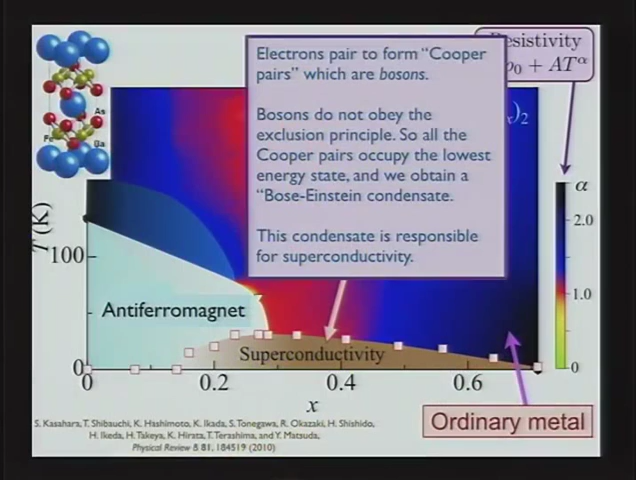 Electrons pair to form “Cooper
pairs” which are bosons.
Bosons do not obey the
exclusion principle. So all the
Cooper pairs occupy the lowest
energy state, and we obtain a
“Bose-Einstein condensate.
This condensate is responsible
for superconductivity.
Resistivity
ρ₀ + ATᵅ
As
Fe
Ba
)₂
α
2.0
1.0
0
T (K)
100
0
Antiferromagnet
Superconductivity
0
0.2
0.4
0.6
x
Ordinary metal
S. Kasahara, T. Shibauchi, K. Hashimoto, K. Ikada, S. Tonegawa, R. Okazaki, H. Shishido,
H. Ikeda, H. Takeya, K. Hirata, T. Terashima, and Y. Matsuda,
Physical Review B 81, 184519 (2010)